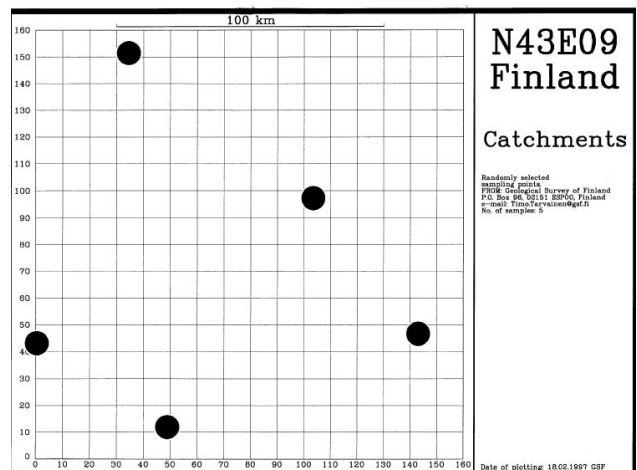 100 km
160
150
140
130
120
110
100
90
80
70
60
50
40
30
20
10
0
0 10 20 30 40 50 60 70 80 90 100 110 120 130 140 150 160
N43E09
Finland
Catchments
Randomly selected
sampling points.
FROM: Geological Survey of Finland
P.O. Box 96, 02151 ESPOO, Finland
e-mail: Timo.Tarvainen@gsf.fi
No. of samples: 5
Date of plotting: 18.02.1997 GSF